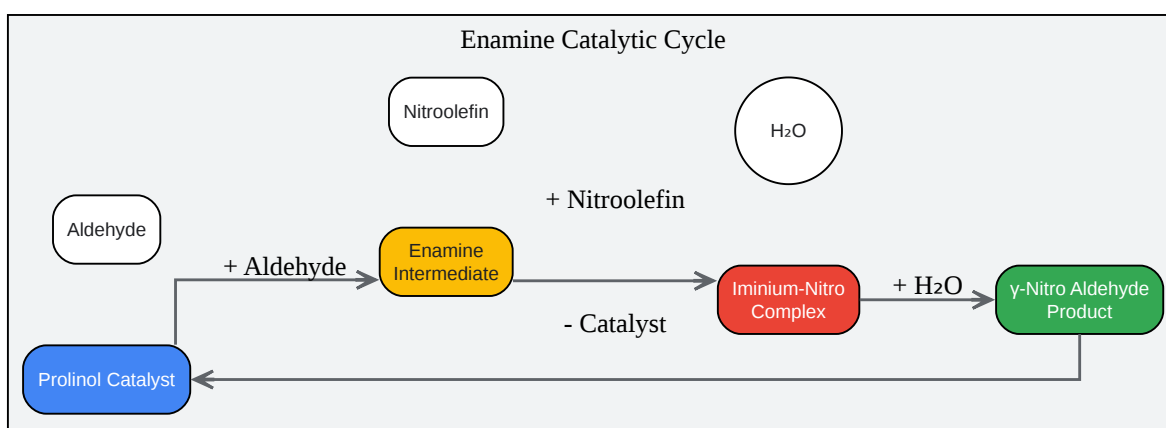 Enamine Catalytic Cycle
Nitroolefin
H₂O
+ Nitroolefin
Aldehyde
Enamine
Intermediate
+ Aldehyde
Iminium-Nitro
Complex
+ H₂O
γ-Nitro Aldehyde
Product
- Catalyst
Prolinol Catalyst